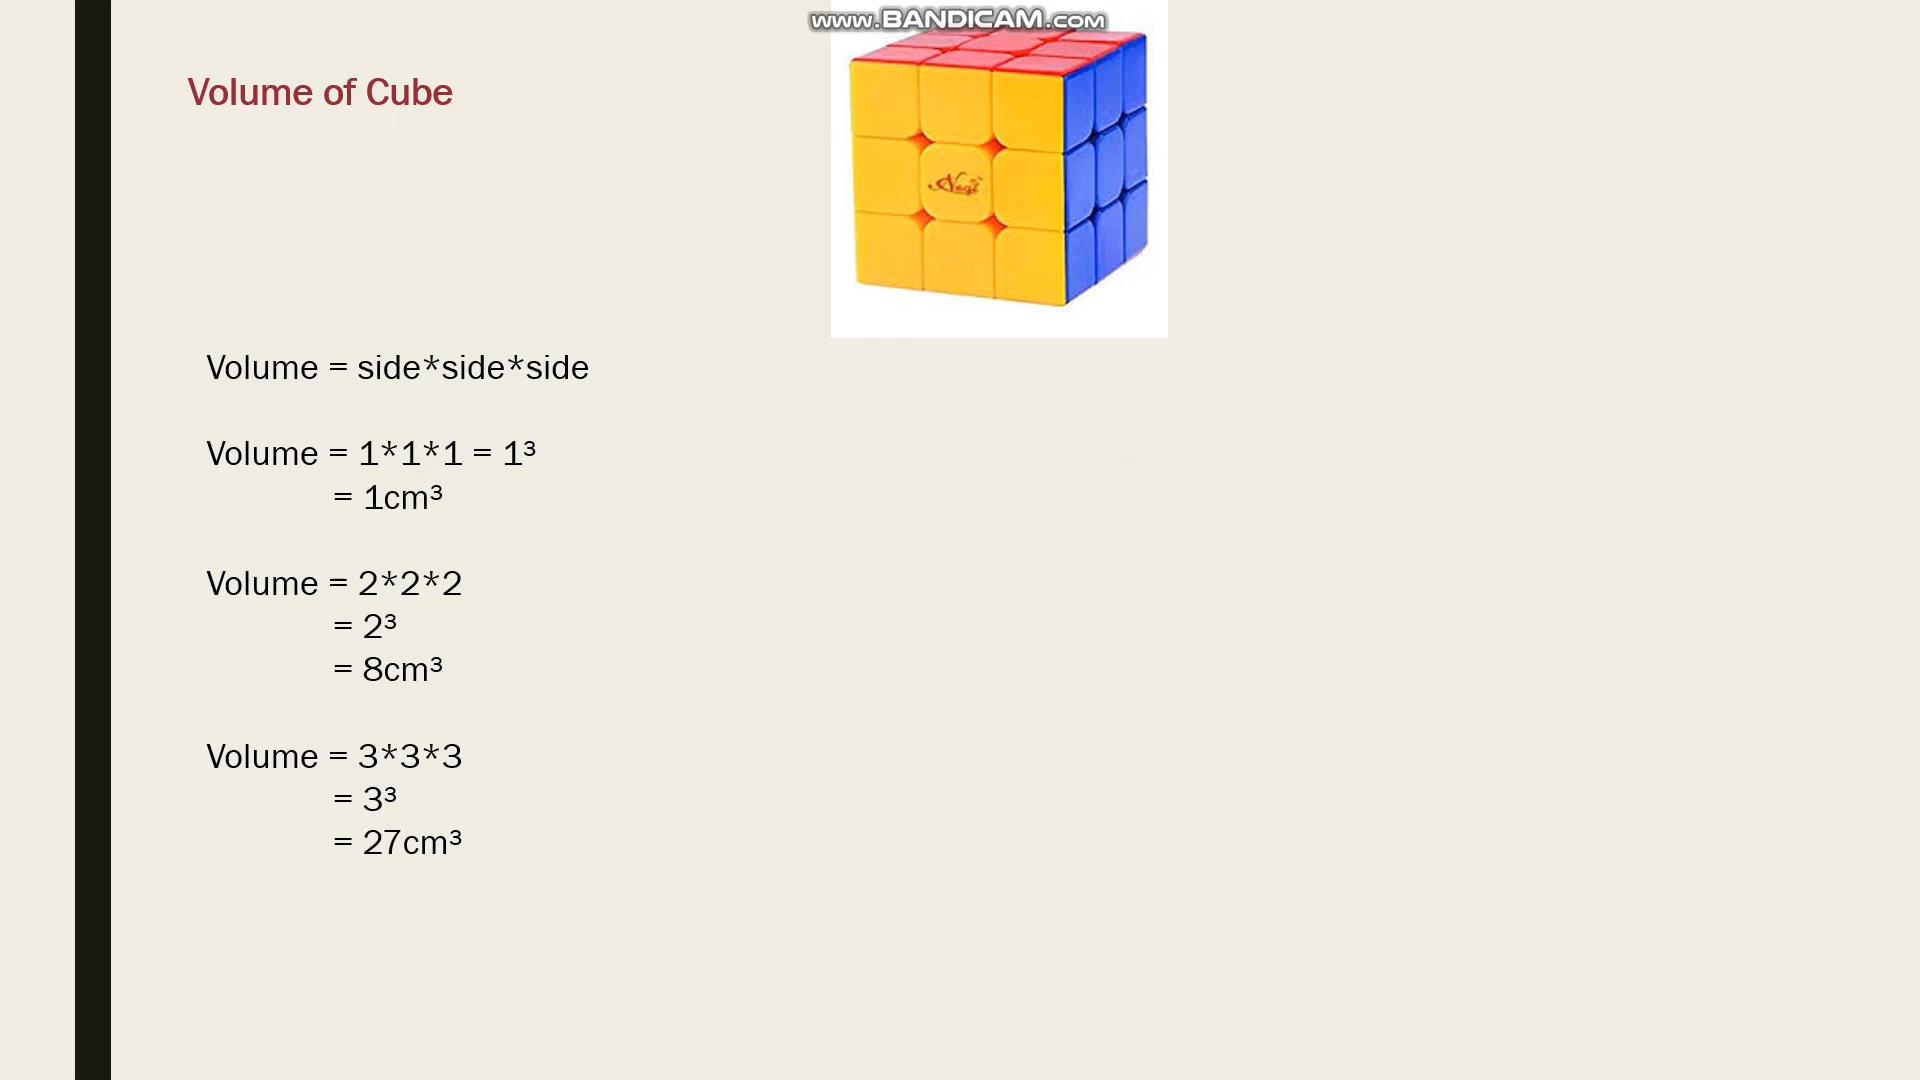 www.BANDICAM.com
Volume of Cube
Volume = side*side*side
Volume = 1*1*1 = 1³
= 1cm³
Volume = 2*2*2
= 2³
= 8cm³
Volume = 3*3*3
= 3³
= 27cm³